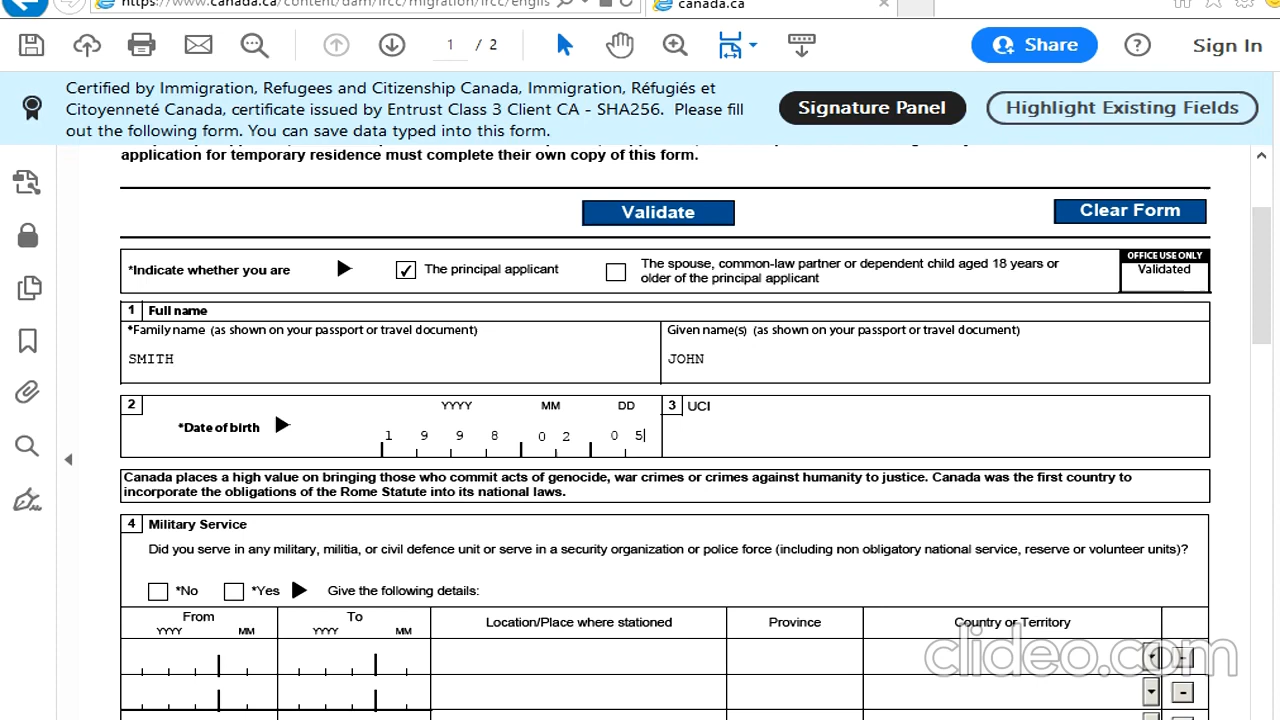 https://www.canada.ca/content/dam/ircc/migration/ircc/englis
canada.ca
1 / 2
Share
Sign In
Certified by Immigration, Refugees and Citizenship Canada, Immigration, Réfugiés et
Citoyenneté Canada, certificate issued by Entrust Class 3 Client CA - SHA256. Please fill
out the following form. You can save data typed into this form.
Signature Panel
Highlight Existing Fields
application for temporary residence must complete their own copy of this form.
Validate
Clear Form
*Indicate whether you are
The principal applicant
The spouse, common-law partner or dependent child aged 18 years or
older of the principal applicant
OFFICE USE ONLY
Validated
1 Full name
*Family name (as shown on your passport or travel document)
Given name(s) (as shown on your passport or travel document)
SMITH
JOHN
2
YYYY MM DD
3 UCI
*Date of birth
1 9 9 8 0 2 0 5
Canada places a high value on bringing those who commit acts of genocide, war crimes or crimes against humanity to justice. Canada was the first country to
incorporate the obligations of the Rome Statute into its national laws.
4 Military Service
Did you serve in any military, militia, or civil defence unit or serve in a security organization or police force (including non obligatory national service, reserve or volunteer units)?
*No *Yes Give the following details:
From To
YYYY MM YYYY MM
Location/Place where stationed
Province
Country or Territory
clideo.com